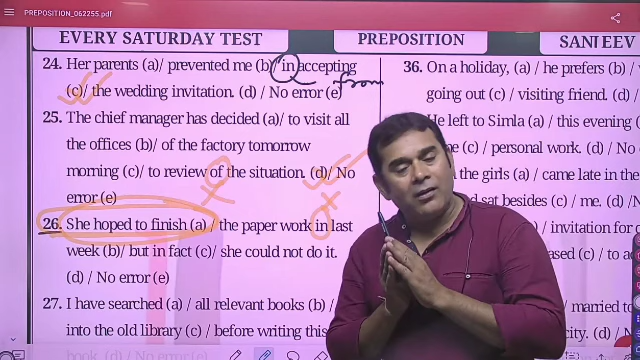 PREPOSITION_062255.pdf
EVERY SATURDAY TEST
PREPOSITION
SANJEEV
24. Her parents (a)/ prevented me (b)/ in accepting
from
(c)/ the wedding invitation. (d) / No error (e)
25. The chief manager has decided (a)/ to visit all
the offices (b)/ of the factory tomorrow
morning (c)/ to review of the situation. (d)/ No
error (e)
26. She hoped to finish (a) / the paper work in last
week (b)/ but in fact (c)/ she could not do it.
(d) / No error (e)
27. I have searched (a) / all relevant books (b) /
into the old library (c) / before writing this
book. (d) / No error (e)
36. On a holiday, (a) / he prefers (b) /
going out (c) / visiting friend. (d) /
He left to Simla (a) / this evening
(c) personal work. (d) / No
the girls (a) / came late in the
sat besides (c) / me. (d) / N
/ invitation for
/ married to
city. (d) / N